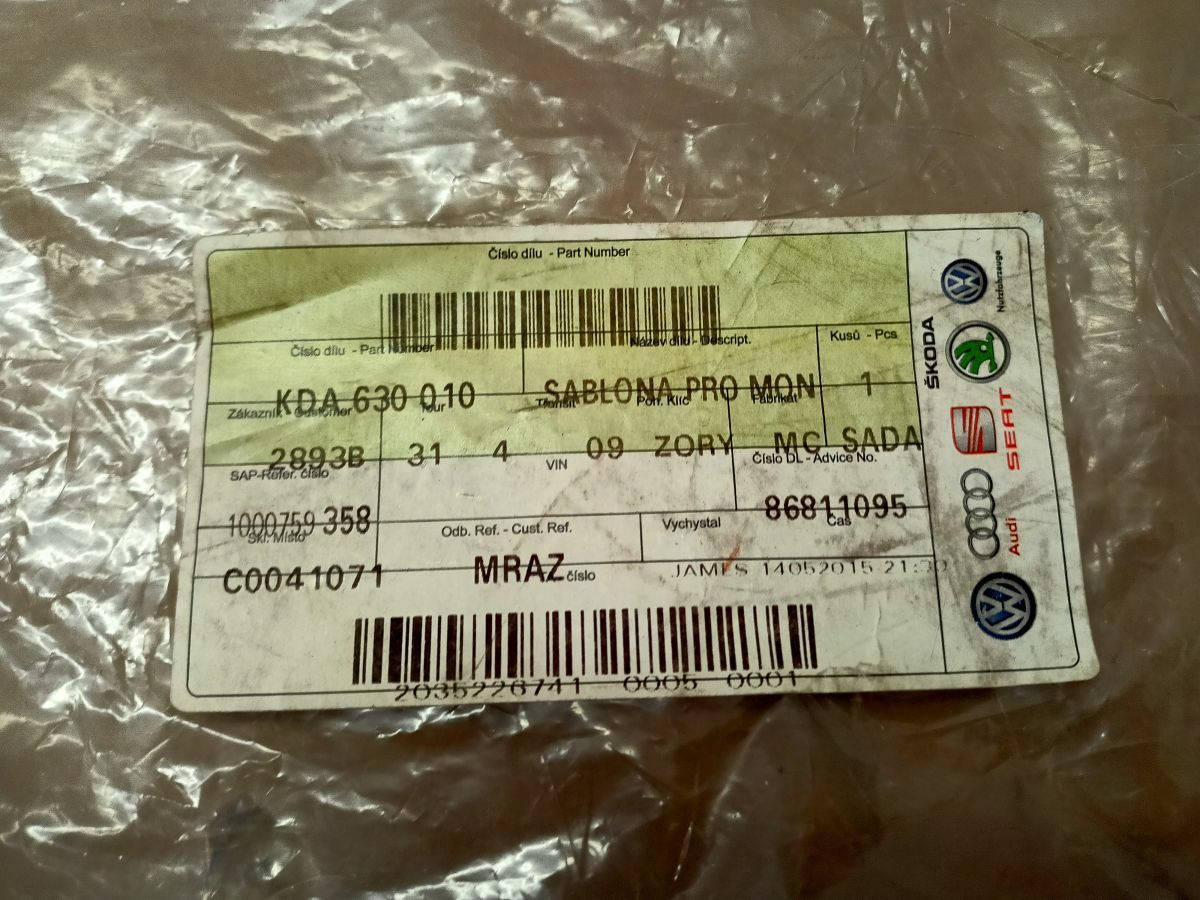 Číslo dílu - Part Number
Číslo dílu - Part Number
Název dílu - Descript.
Kusů - Pcs
KDA 630 010
SABLONA PRO MON
1
Zákazník - Customer
Tour
Transit
Poh. Klíč
Fabrikát
2893B
31
4
09
ZORY
MC SADA
SAP-Refer. číslo
VIN
Číslo DL - Advice No.
1000759 358
86811095
Skl. Místo
Odb. Ref. - Cust. Ref.
Vychystal
Čas
C0041071
MRAZ
číslo
JAMES 14052015 21:30
2035226741 0005 0001
Nutzfahrzeuge
ŠKODA
SEAT
Audi